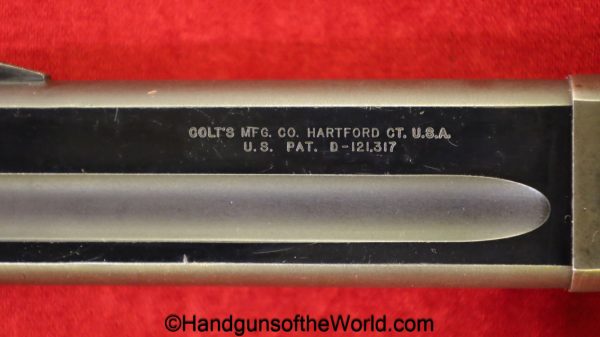 COLT'S MFG. CO. HARTFORD CT. U.S.A.
U.S. PAT. D-121,317
©HandgunsoftheWorld.com